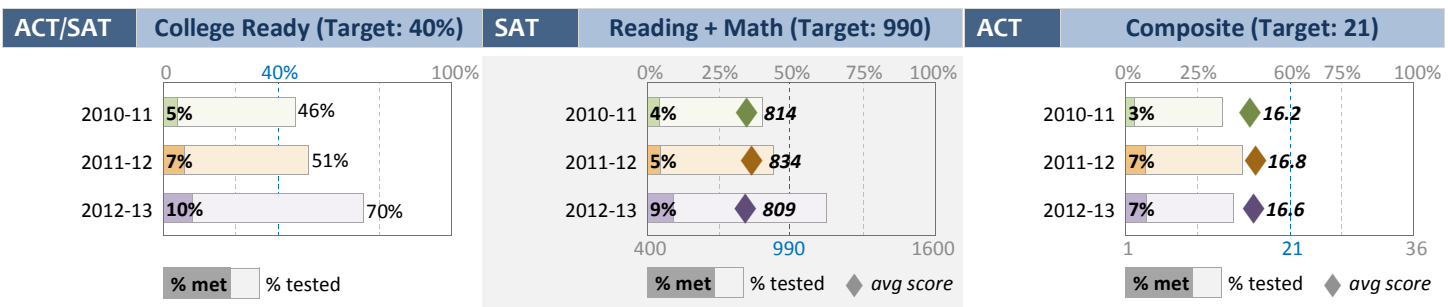 ACT/SAT College Ready (Target: 40%)
0 40% 100%
2010-11 5% 46%
2011-12 7% 51%
2012-13 10% 70%
% met % tested
SAT Reading + Math (Target: 990)
0% 25% 50% 75% 100%
2010-11 4% 814
2011-12 5% 834
2012-13 9% 809
400 990 1600
% met % tested avg score
ACT Composite (Target: 21)
0% 25% 60% 75% 100%
2010-11 3% 16.2
2011-12 7% 16.8
2012-13 7% 16.6
1 21 36
% met % tested avg score